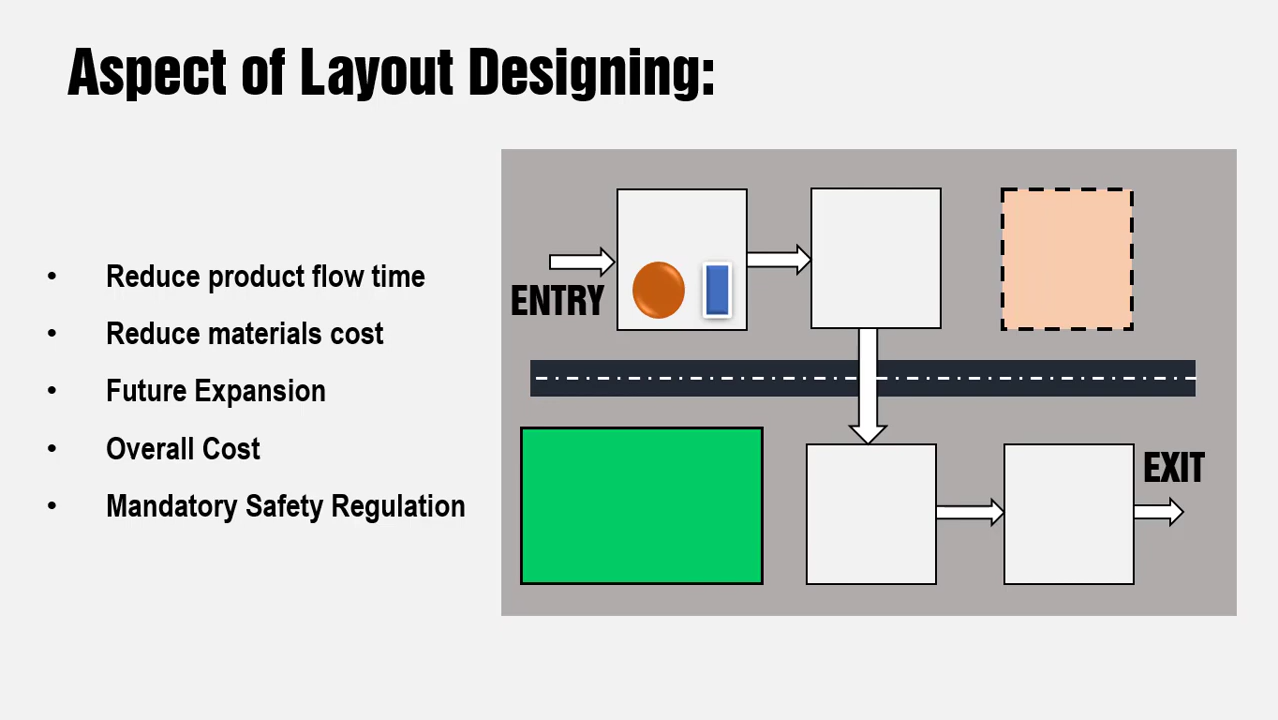 Aspect of Layout Designing:
• Reduce product flow time
• Reduce materials cost
• Future Expansion
• Overall Cost
• Mandatory Safety Regulation
ENTRY
EXIT